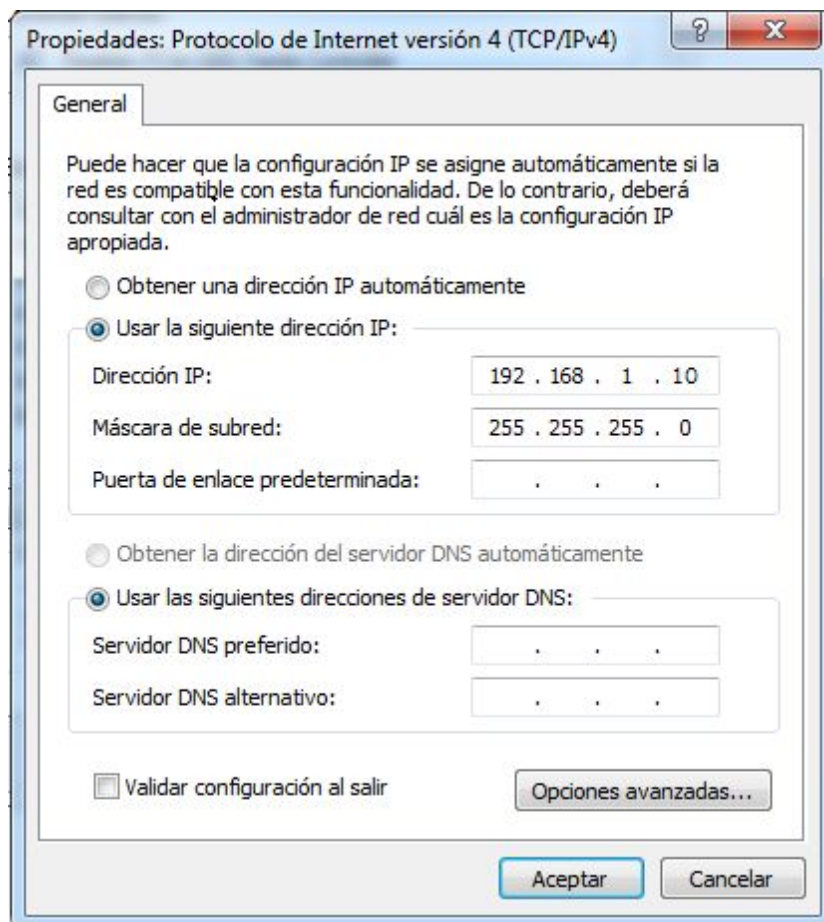 Propiedades: Protocolo de Internet versión 4 (TCP/IPv4)
General
Puede hacer que la configuración IP se asigne automáticamente si la
red es compatible con esta funcionalidad. De lo contrario, deberá
consultar con el administrador de red cuál es la configuración IP
apropiada.
Obtener una dirección IP automáticamente
Usar la siguiente dirección IP:
Dirección IP: 192 . 168 . 1 . 10
Máscara de subred: 255 . 255 . 255 . 0
Puerta de enlace predeterminada: . . .
Obtener la dirección del servidor DNS automáticamente
Usar las siguientes direcciones de servidor DNS:
Servidor DNS preferido: . . .
Servidor DNS alternativo: . . .
Validar configuración al salir Opciones avanzadas...
Aceptar Cancelar